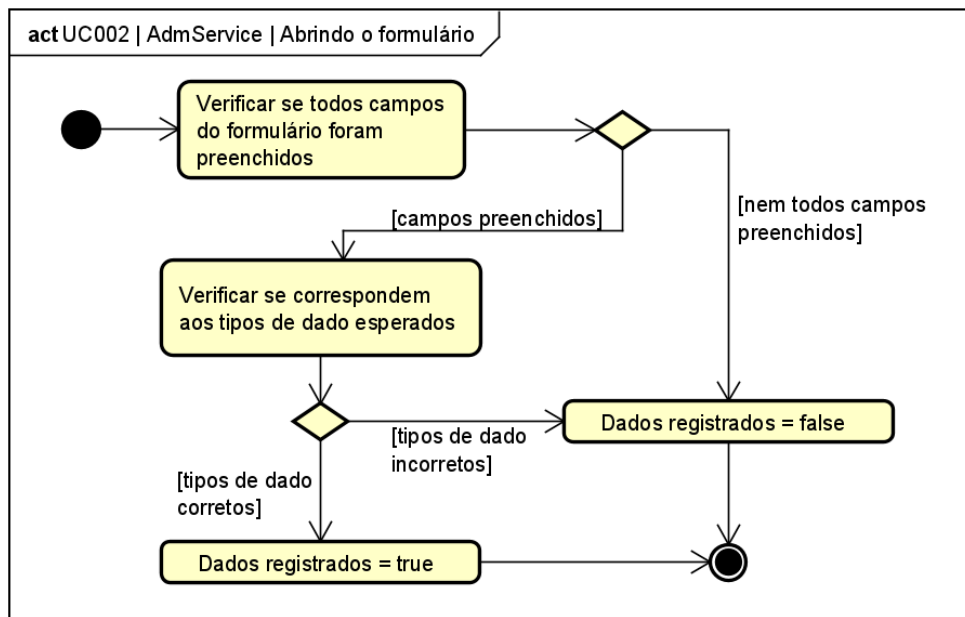 act UC002 | AdmService | Abrindo o formulário
Verificar se todos campos
do formulário foram
preenchidos
[campos preenchidos]
[nem todos campos
preenchidos]
Verificar se correspondem
aos tipos de dado esperados
Dados registrados = false
[tipos de dado
incorretos]
[tipos de dado
corretos]
Dados registrados = true